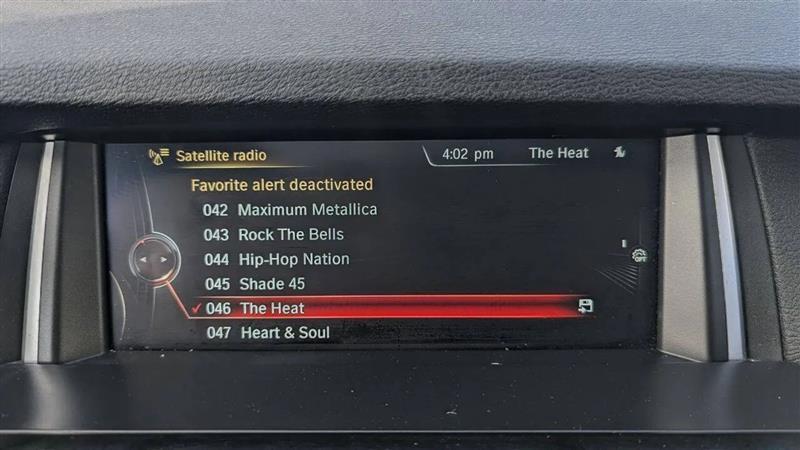 Satellite radio 4:02 pm The Heat
Favorite alert deactivated
042 Maximum Metallica
043 Rock The Bells
044 Hip-Hop Nation
045 Shade 45
046 The Heat
047 Heart & Soul
OFF